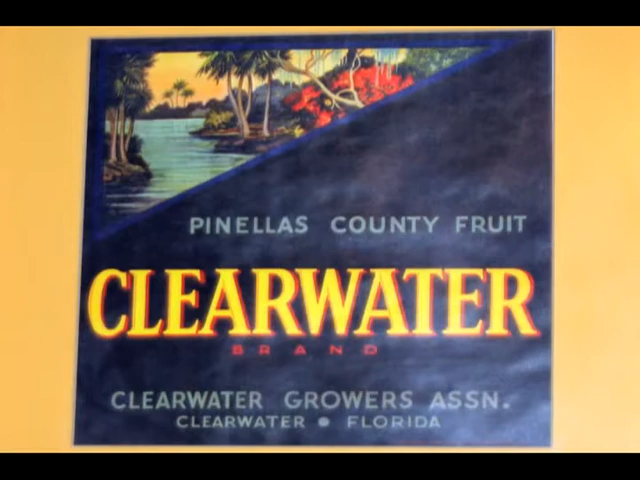 PINELLAS COUNTY FRUIT
CLEARWATER
BRAND
CLEARWATER GROWERS ASSN.
CLEARWATER • FLORIDA